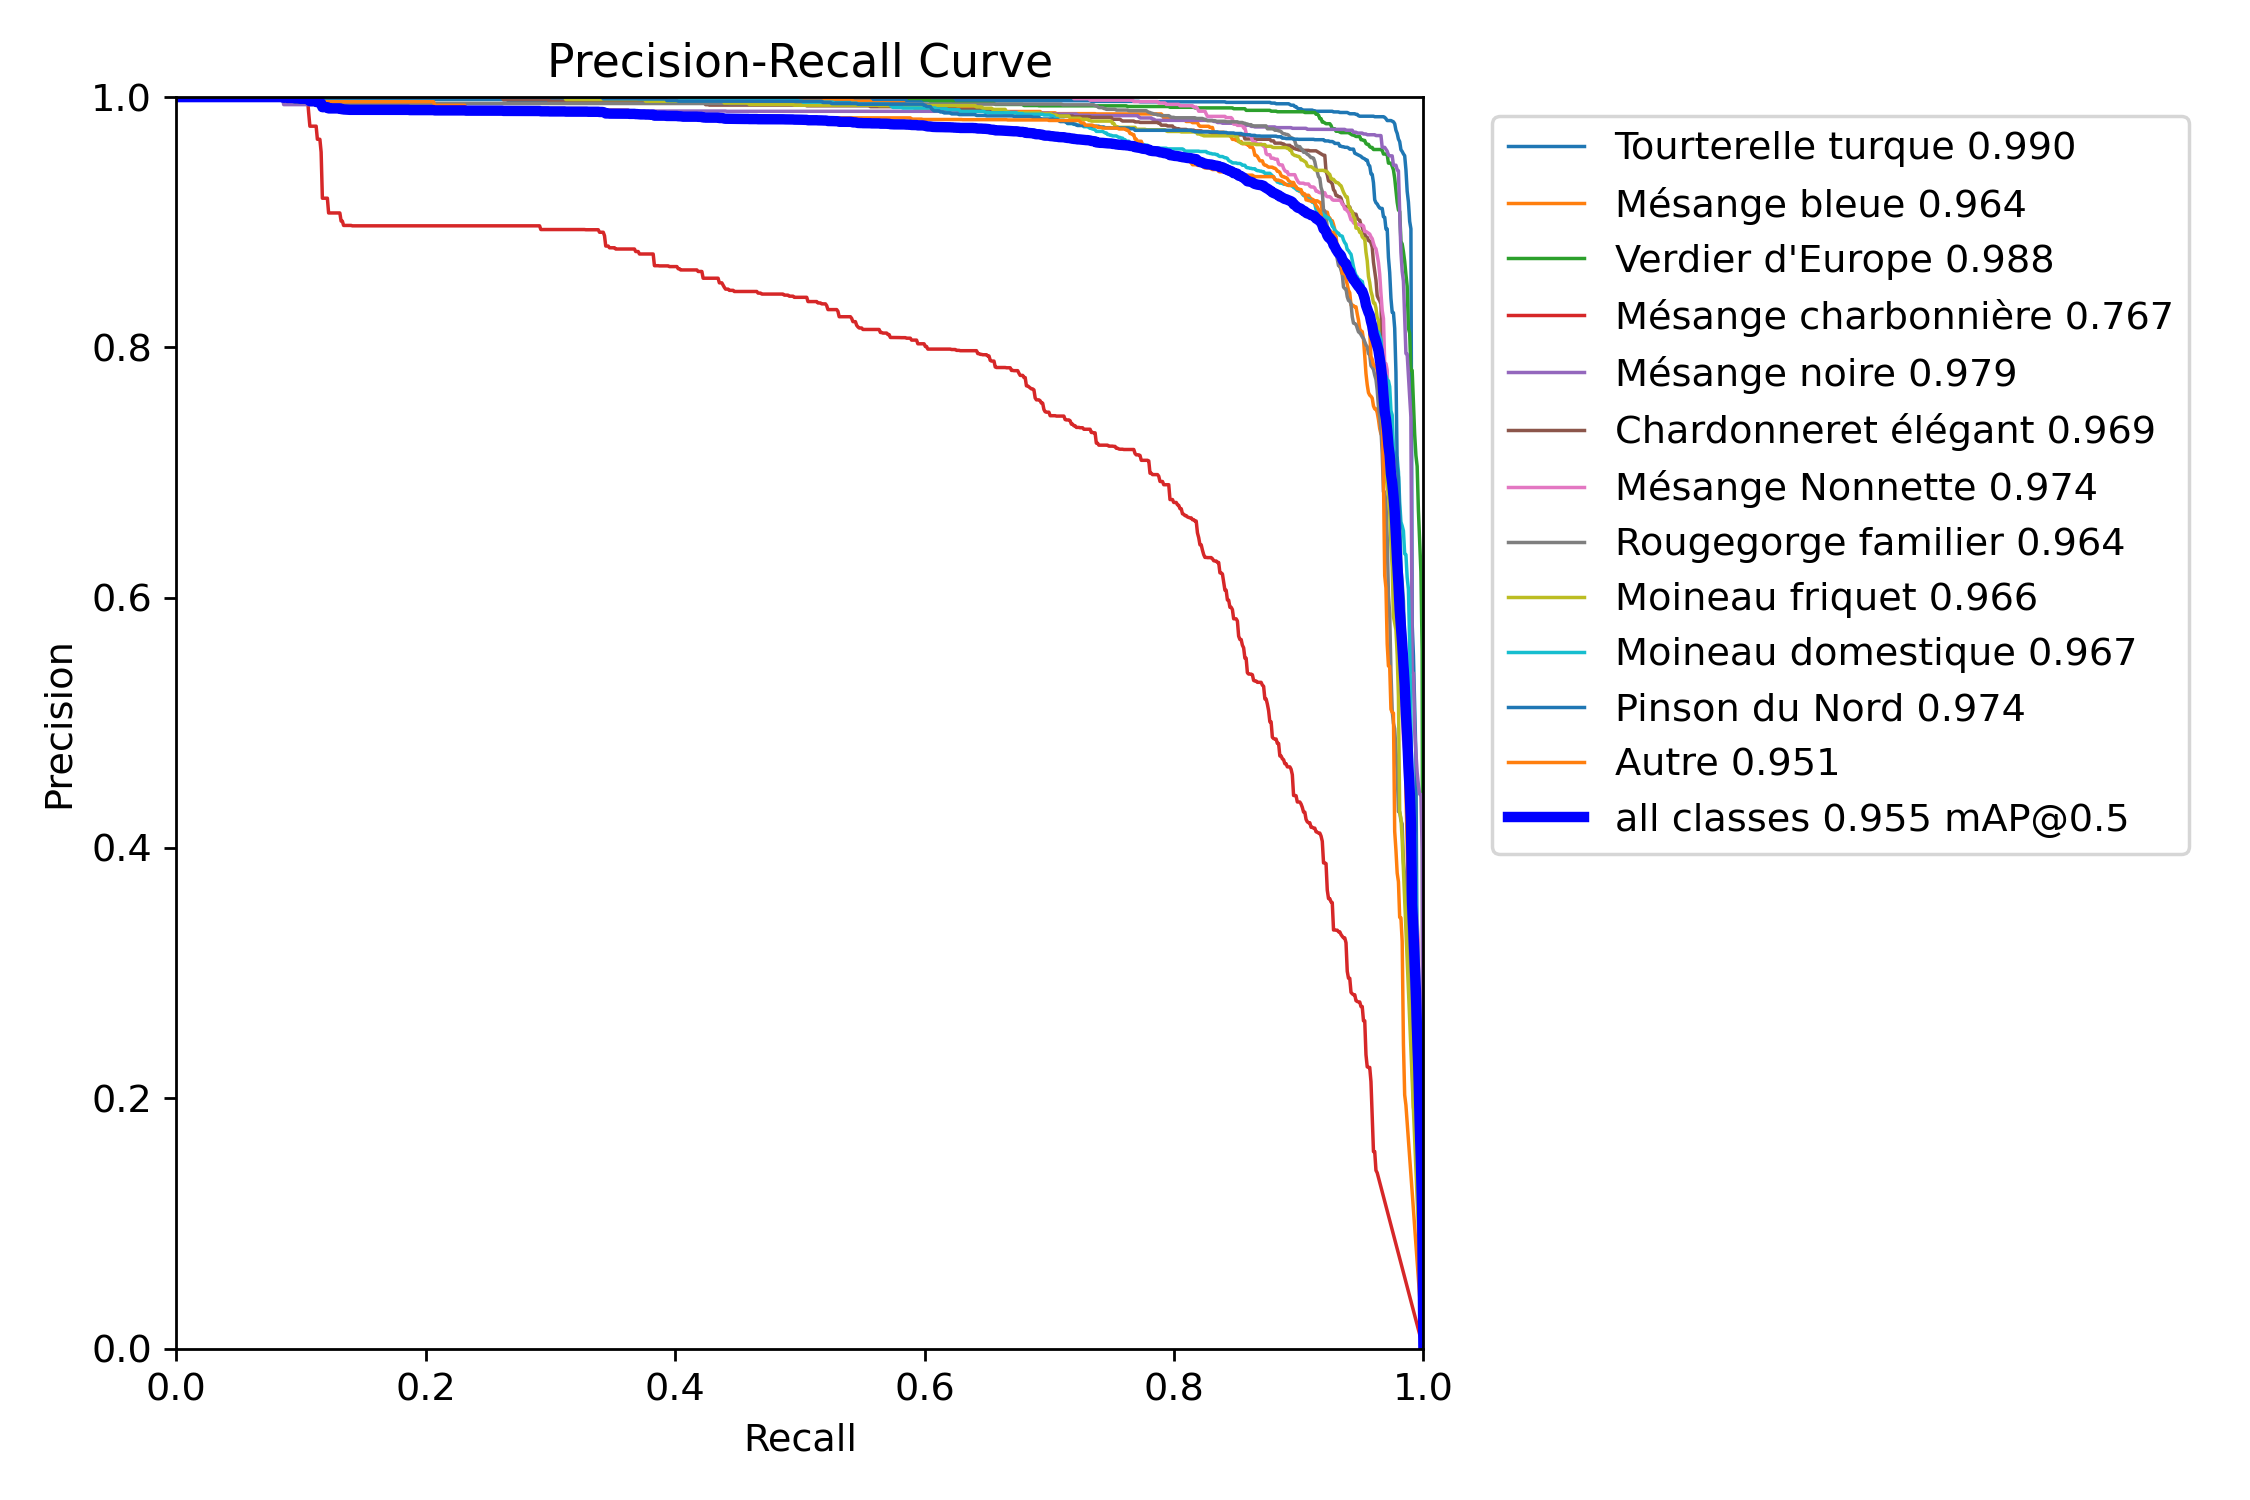 Precision-Recall Curve
1.0
0.8
0.6
0.4
0.2
0.0
Precision
0.0 0.2 0.4 0.6 0.8 1.0
Recall
Tourterelle turque 0.990
Mésange bleue 0.964
Verdier d'Europe 0.988
Mésange charbonnière 0.767
Mésange noire 0.979
Chardonneret élégant 0.969
Mésange Nonnette 0.974
Rougegorge familier 0.964
Moineau friquet 0.966
Moineau domestique 0.967
Pinson du Nord 0.974
Autre 0.951
all classes 0.955 mAP@0.5